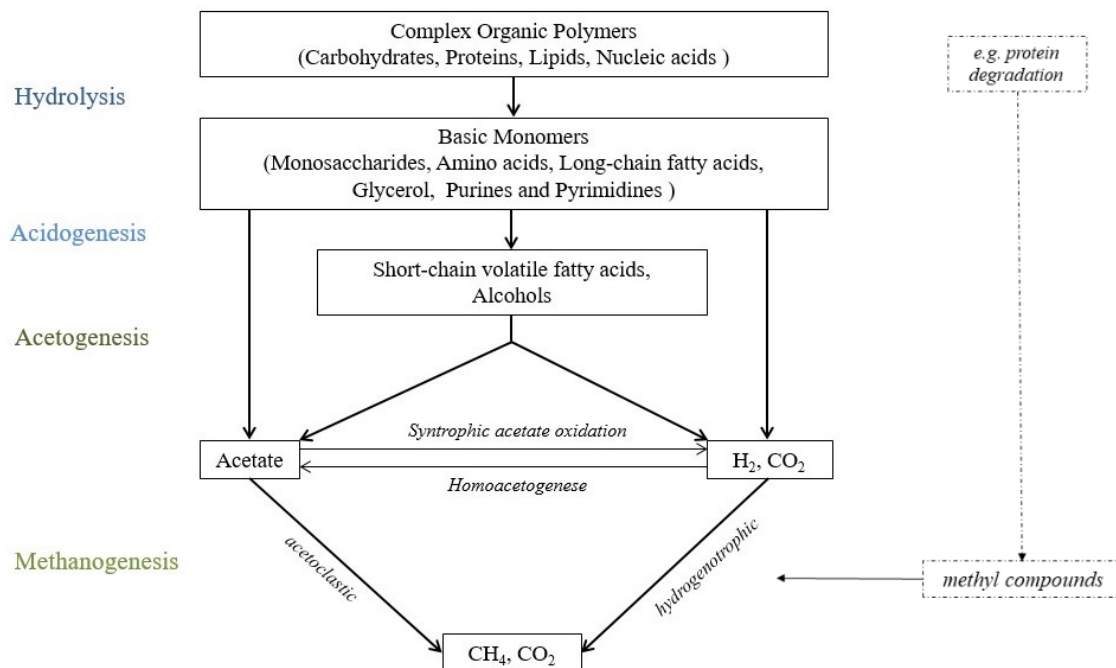 Complex Organic Polymers
(Carbohydrates, Proteins, Lipids, Nucleic acids )
e.g. protein
degradation
Hydrolysis
Basic Monomers
(Monosaccharides, Amino acids, Long-chain fatty acids,
Glycerol, Purines and Pyrimidines )
Acidogenesis
Short-chain volatile fatty acids,
Alcohols
Acetogenesis
Syntrophic acetate oxidation
Acetate
H2, CO2
Homoacetogenese
acetoclastic
hydrogenotrophic
Methanogenesis
methyl compounds
CH4, CO2